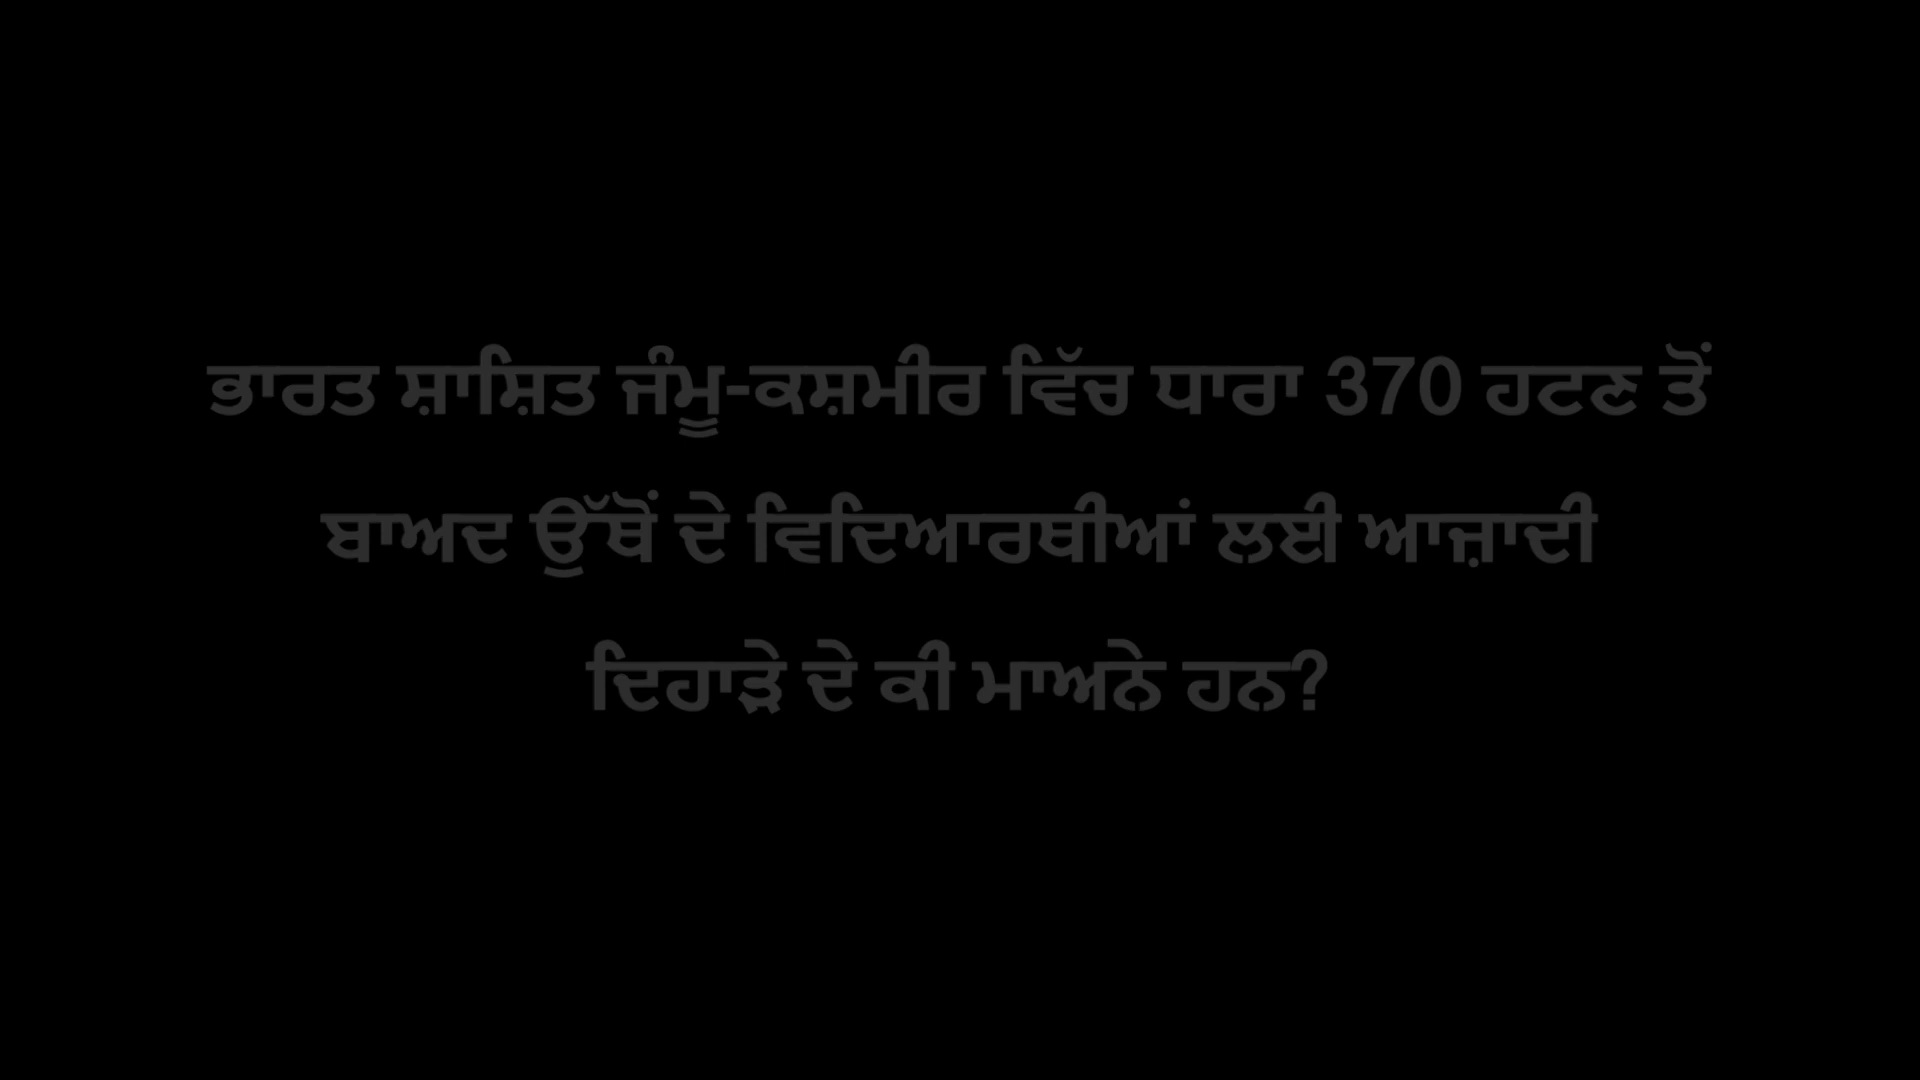 ਭਾਰਤ ਸ਼ਾਸ਼ਿਤ ਜੰਮੂ-ਕਸ਼ਮੀਰ ਵਿੱਚ ਧਾਰਾ 370 ਹਟਣ ਤੋਂ
ਬਾਅਦ ਉੱਥੋਂ ਦੇ ਵਿਦਿਆਰਥੀਆਂ ਲਈ ਆਜ਼ਾਦੀ
ਦਿਹਾੜੇ ਦੇ ਕੀ ਮਾਅਨੇ ਹਨ?